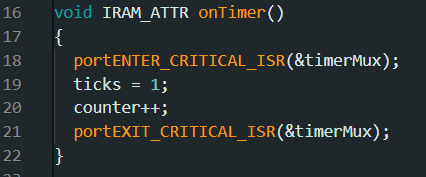 16 void IRAM_ATTR onTimer()
17 {
18 portENTER_CRITICAL_ISR(&timerMux);
19 ticks = 1;
20 counter++;
21 portEXIT_CRITICAL_ISR(&timerMux);
22 }